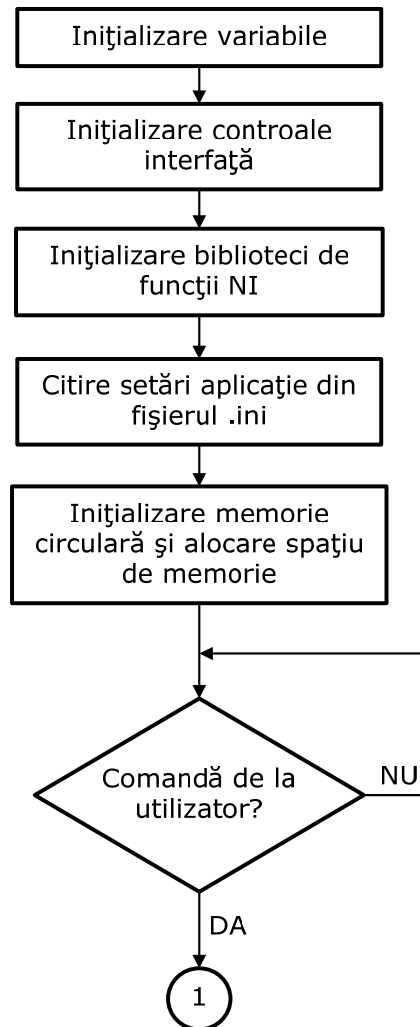 Iniţializare variabile
Iniţializare controale
interfaţă
Iniţializare biblioteci de
funcţii NI
Citire setări aplicaţie din
fişierul .ini
Iniţializare memorie
circulară şi alocare spaţiu
de memorie
Comandă de la
utilizator?
NU
DA
1